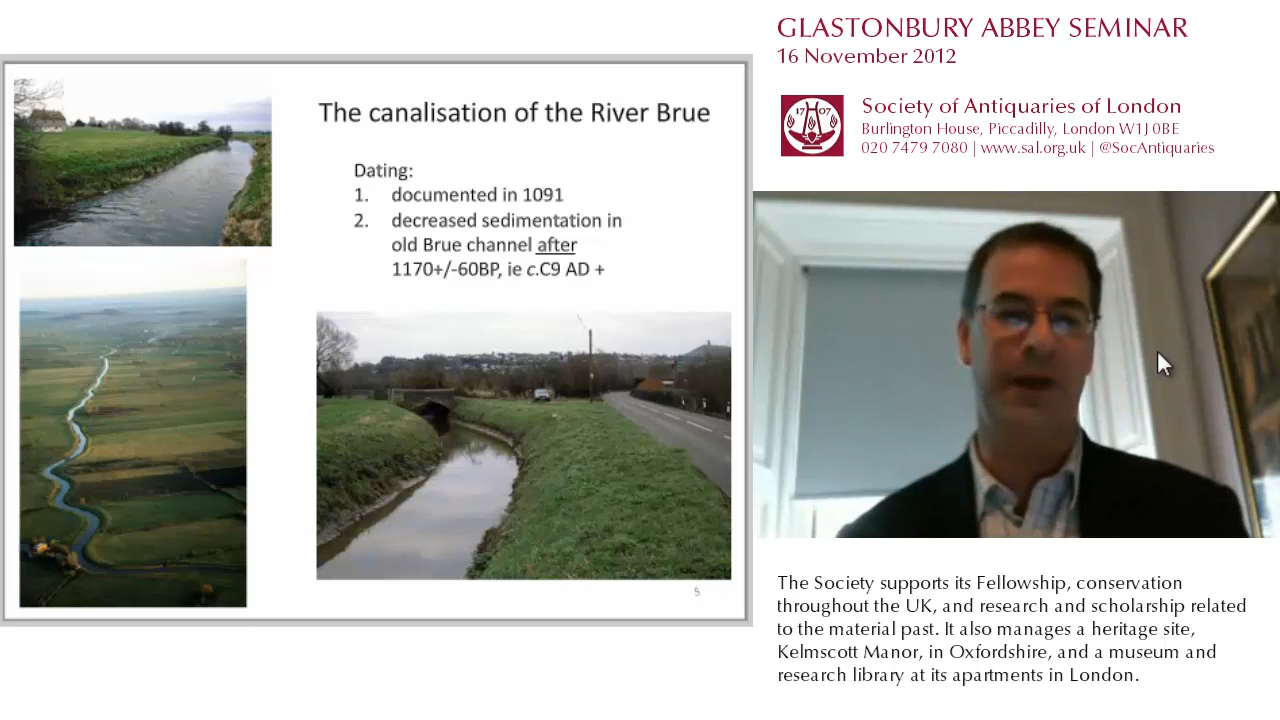 The canalisation of the River Brue
Dating:
1. documented in 1091
2. decreased sedimentation in
old Brue channel after
1170+/-60BP, ie c.C9 AD +
5
GLASTONBURY ABBEY SEMINAR
16 November 2012
17 07
Society of Antiquaries of London
Burlington House, Piccadilly, London W1J 0BE
020 7479 7080 | www.sal.org.uk | @SocAntiquaries
The Society supports its Fellowship, conservation
throughout the UK, and research and scholarship related
to the material past. It also manages a heritage site,
Kelmscott Manor, in Oxfordshire, and a museum and
research library at its apartments in London.